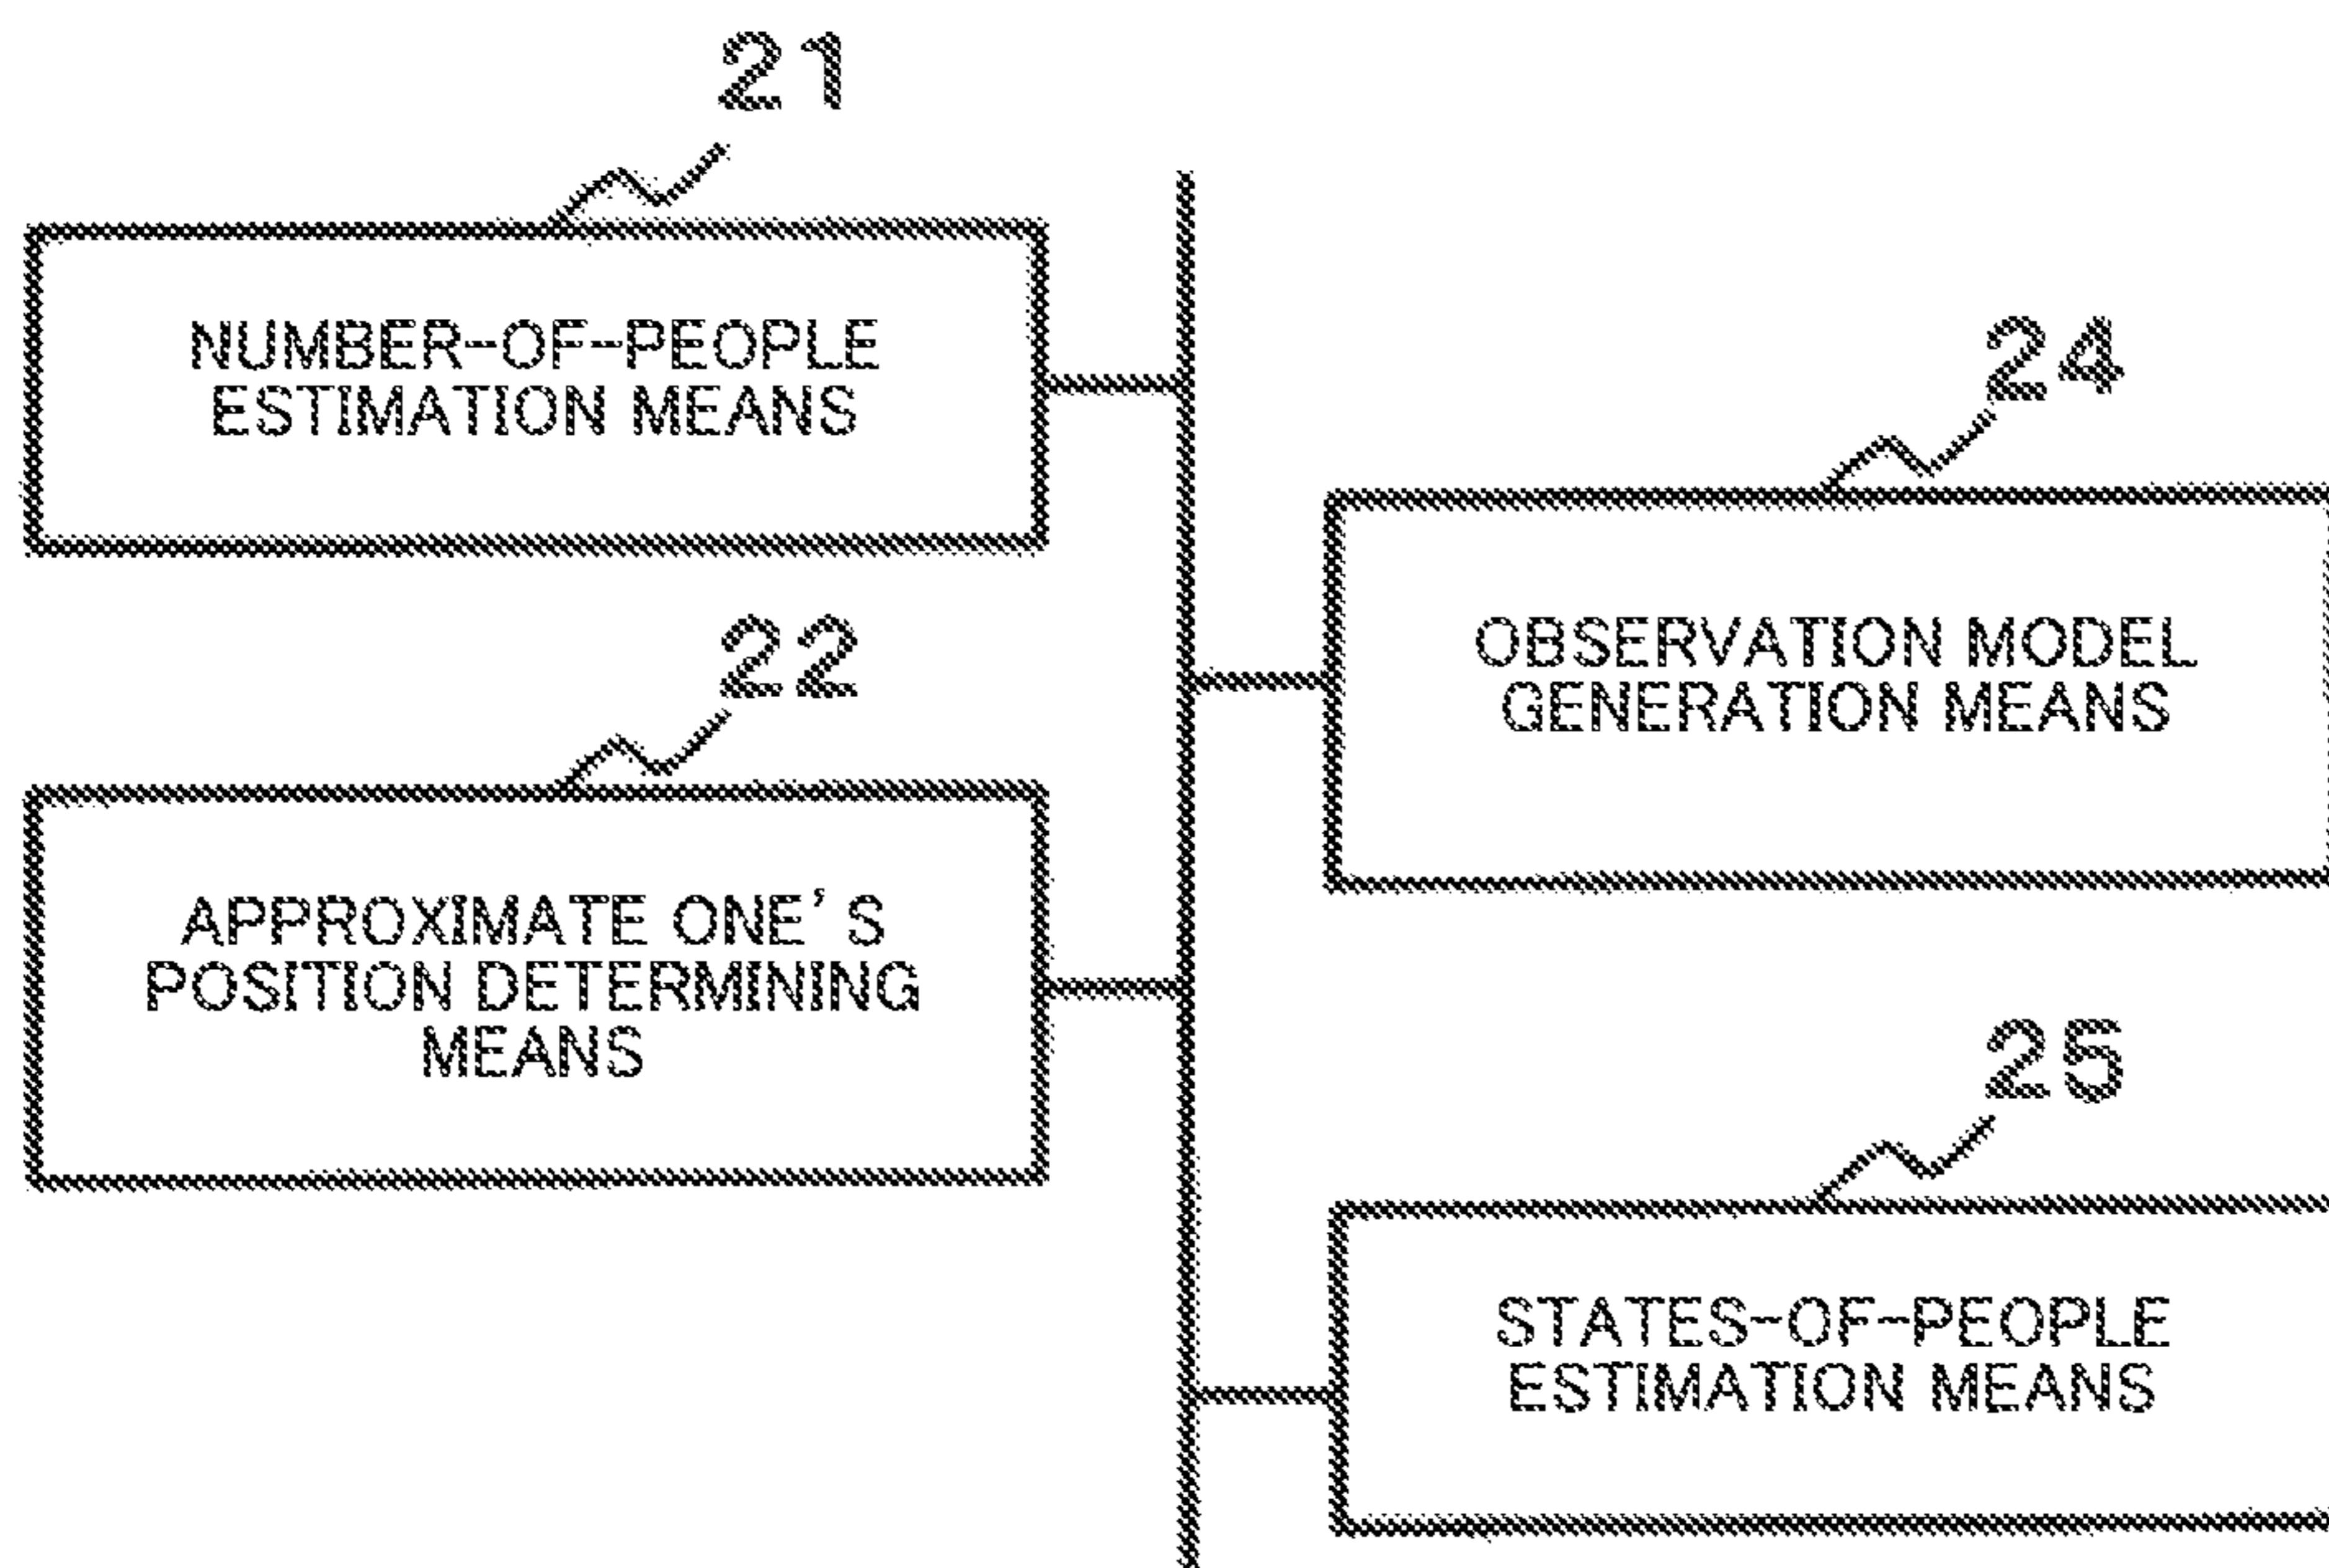 21
NUMBER-OF-PEOPLE
ESTIMATION MEANS
22
APPROXIMATE ONE'S
POSITION DETERMINING
MEANS
24
OBSERVATION MODEL
GENERATION MEANS
25
STATES-OF-PEOPLE
ESTIMATION MEANS